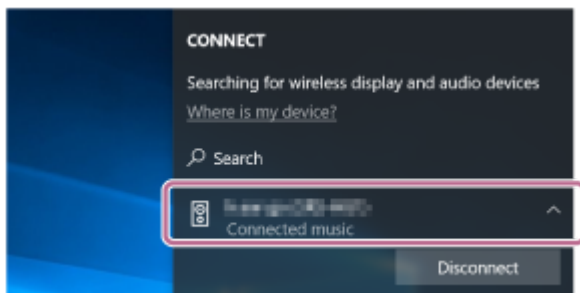 CONNECT
Searching for wireless display and audio devices
Where is my device?
Search
Connected music
Disconnect